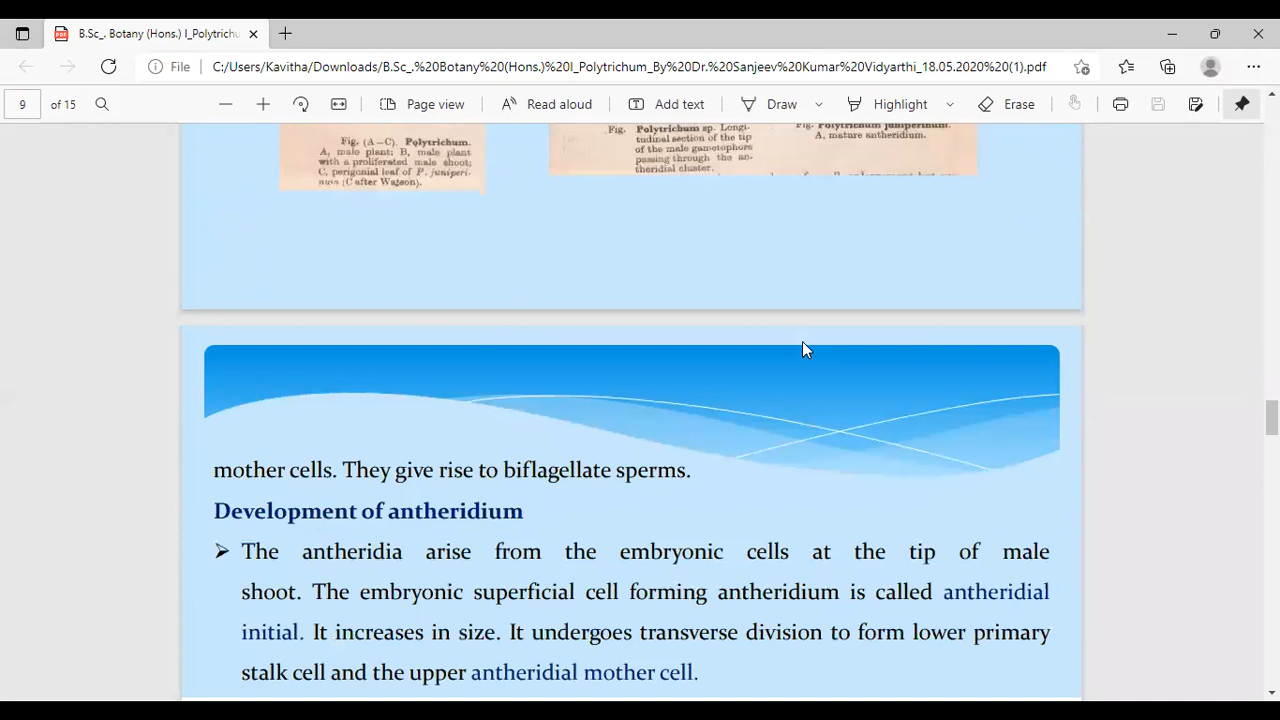 B.Sc_. Botany (Hons.) I_Polytrichu
File
C:/Users/Kavitha/Downloads/B.Sc_.%20Botany%20(Hons.)%20I_Polytrichum_By%20Dr.%20Sanjeev%20Kumar%20Vidyarthi_18.05.2020%20(1).pdf
9 of 15
Page view
Read aloud
Add text
Draw
Highlight
Erase
Fig. (A—C). Polytrichum.
A, male plant; B, male plant
with a proliferated male shoot;
C, perigonial leaf of P. juniperi-
num (C after Watson).
Fig. Polytrichum sp. Longi-
tudinal section of the tip
of the male gametophore
passing through the an-
theridial cluster.
Fig. Polytrichum juniperinum.
A, mature antheridium.
mother cells. They give rise to biflagellate sperms.
Development of antheridium
➢ The antheridia arise from the embryonic cells at the tip of male
shoot. The embryonic superficial cell forming antheridium is called antheridial
initial. It increases in size. It undergoes transverse division to form lower primary
stalk cell and the upper antheridial mother cell.